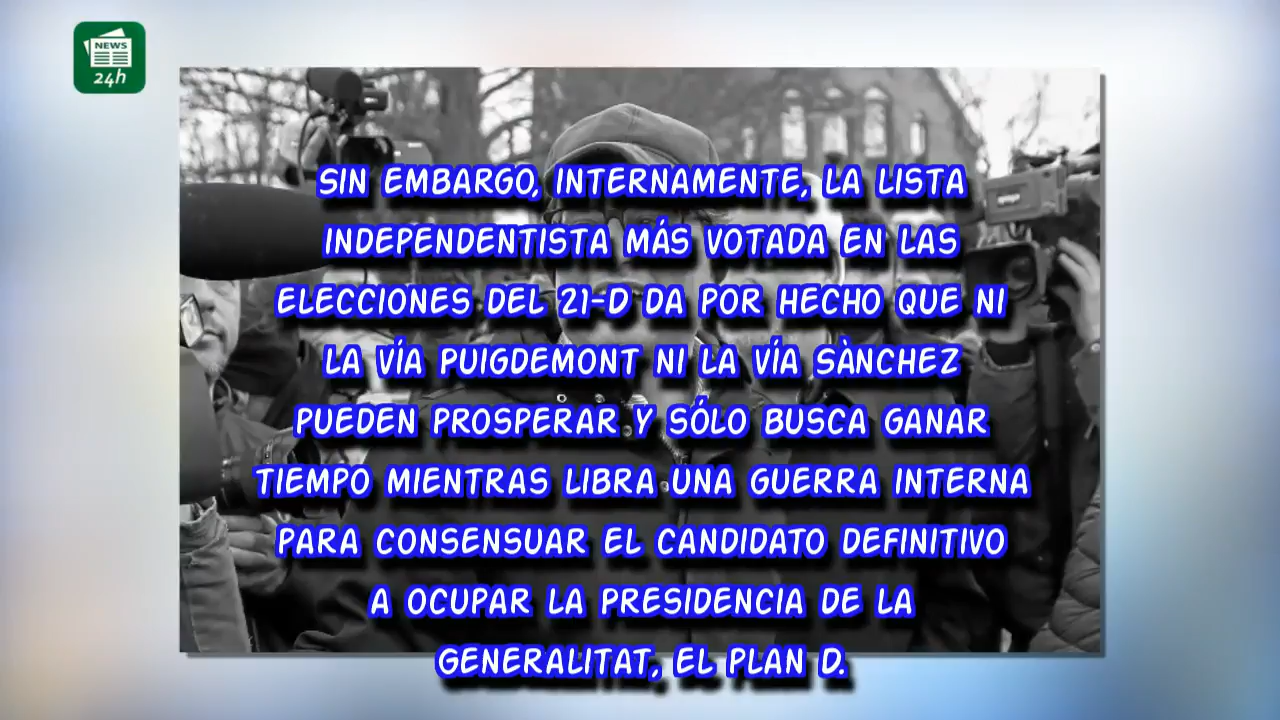 NEWS
24h
SIN EMBARGO, INTERNAMENTE, LA LISTA
INDEPENDENTISTA MÁS VOTADA EN LAS
ELECCIONES DEL 21-D DA POR HECHO QUE NI
LA VÍA PUIGDEMONT NI LA VÍA SÀNCHEZ
PUEDEN PROSPERAR Y SÓLO BUSCA GANAR
TIEMPO MIENTRAS LIBRA UNA GUERRA INTERNA
PARA CONSENSUAR EL CANDIDATO DEFINITIVO
A OCUPAR LA PRESIDENCIA DE LA
GENERALITAT, EL PLAN D.